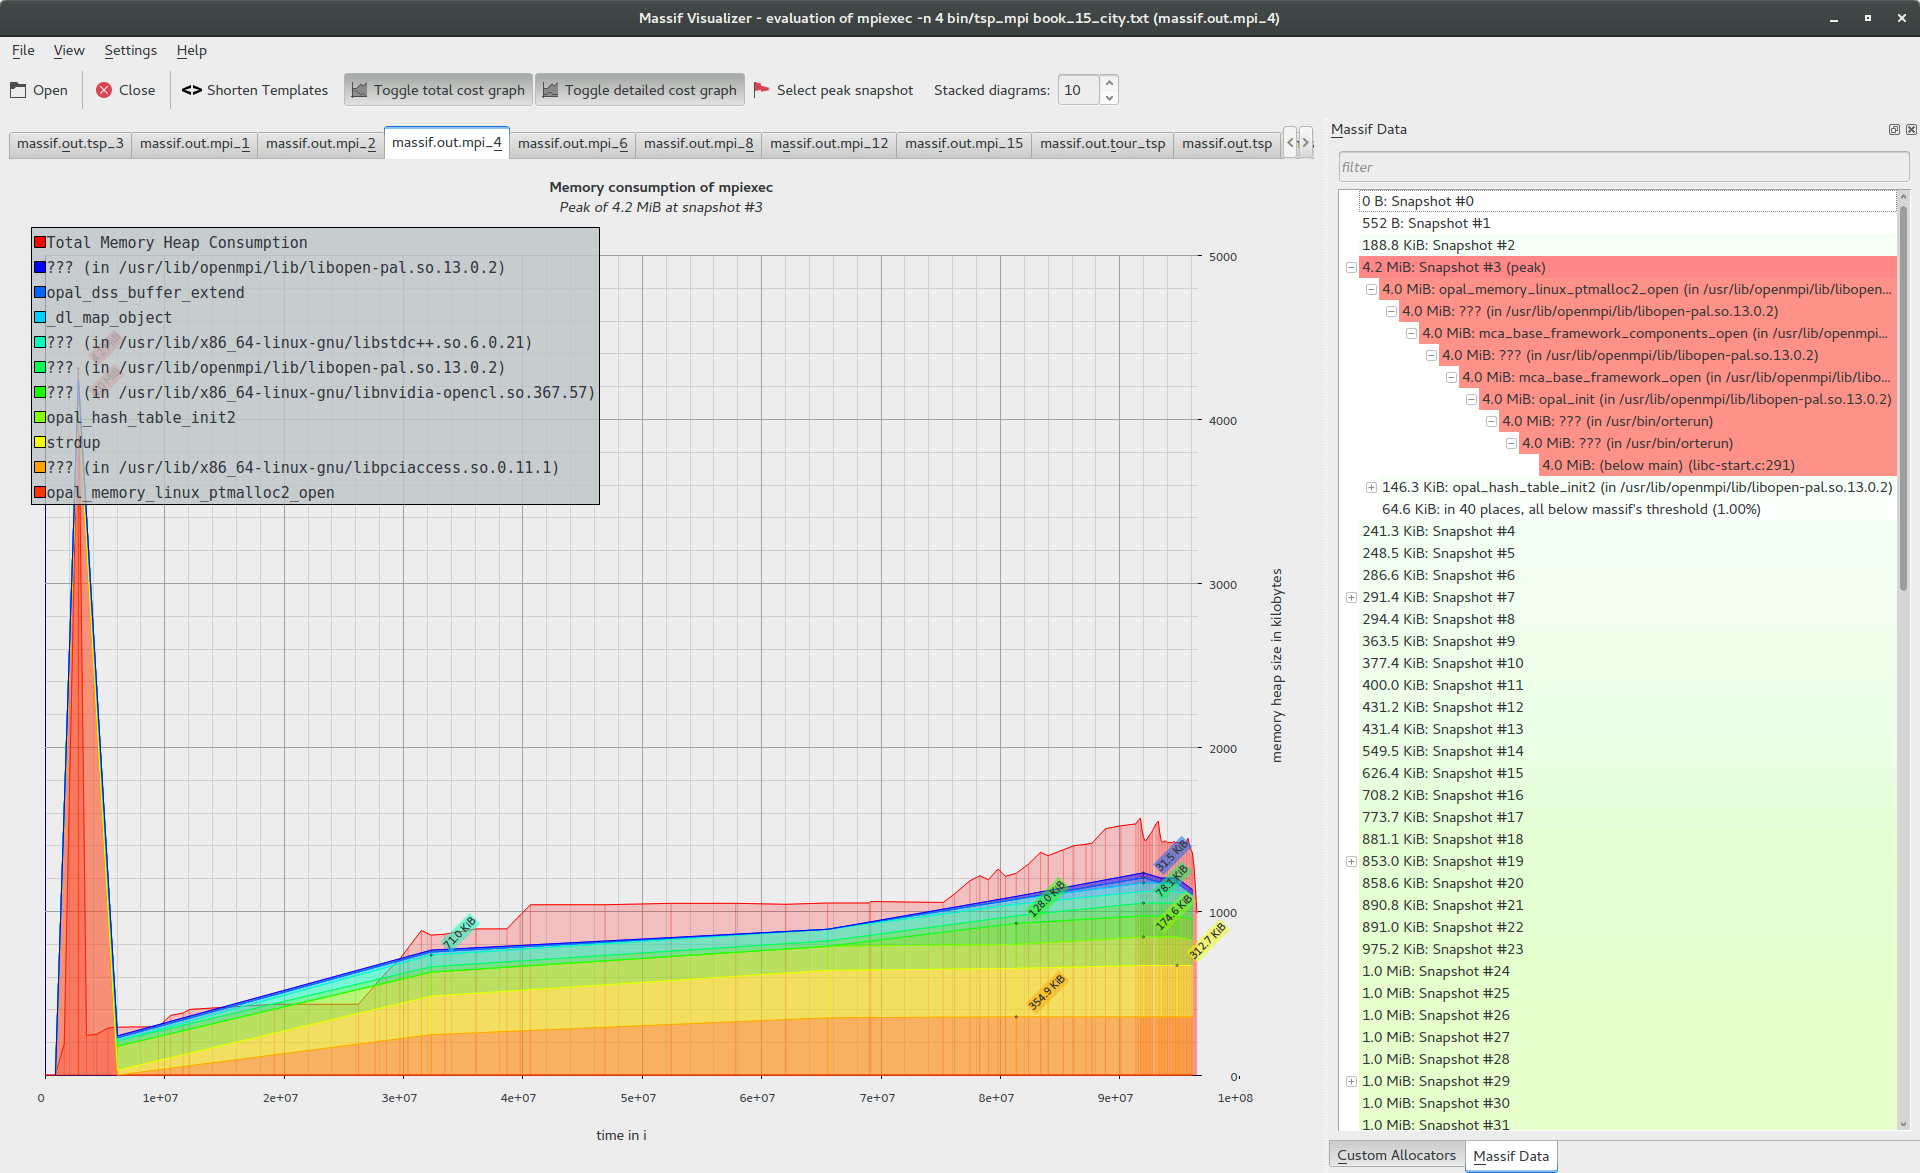 Massif Visualizer - evaluation of mpiexec -n 4 bin/tsp_mpi book_15_city.txt (massif.out.mpi_4)
File View Settings Help
Open Close <> Shorten Templates Toggle total cost graph Toggle detailed cost graph Select peak snapshot Stacked diagrams: 10
massif.out.tsp_3 massif.out.mpi_1 massif.out.mpi_2 massif.out.mpi_4 massif.out.mpi_6 massif.out.mpi_8 massif.out.mpi_12 massif.out.mpi_15 massif.out.tour_tsp massif.out.tsp
Memory consumption of mpiexec
Peak of 4.2 MiB at snapshot #3
Total Memory Heap Consumption
??? (in /usr/lib/openmpi/lib/libopen-pal.so.13.0.2)
opal_dss_buffer_extend
_dl_map_object
??? (in /usr/lib/x86_64-linux-gnu/libstdc++.so.6.0.21)
??? (in /usr/lib/openmpi/lib/libopen-pal.so.13.0.2)
??? (in /usr/lib/x86_64-linux-gnu/libnvidia-opencl.so.367.57)
opal_hash_table_init2
strdup
??? (in /usr/lib/x86_64-linux-gnu/libpciaccess.so.0.11.1)
opal_memory_linux_ptmalloc2_open
5000
4000
3000
2000
1000
0
memory heap size in kilobytes
71.0 KiB
31.5 KiB
78.1 KiB
128.0 KiB
174.6 KiB
312.7 KiB
354.9 KiB
0 1e+07 2e+07 3e+07 4e+07 5e+07 6e+07 7e+07 8e+07 9e+07 1e+08
time in i
Massif Data
filter
0 B: Snapshot #0
552 B: Snapshot #1
188.8 KiB: Snapshot #2
4.2 MiB: Snapshot #3 (peak)
4.0 MiB: opal_memory_linux_ptmalloc2_open (in /usr/lib/openmpi/lib/libopen...
4.0 MiB: ??? (in /usr/lib/openmpi/lib/libopen-pal.so.13.0.2)
4.0 MiB: mca_base_framework_components_open (in /usr/lib/openmpi...
4.0 MiB: ??? (in /usr/lib/openmpi/lib/libopen-pal.so.13.0.2)
4.0 MiB: mca_base_framework_open (in /usr/lib/openmpi/lib/libo...
4.0 MiB: opal_init (in /usr/lib/openmpi/lib/libopen-pal.so.13.0.2)
4.0 MiB: ??? (in /usr/bin/orterun)
4.0 MiB: ??? (in /usr/bin/orterun)
4.0 MiB: (below main) (libc-start.c:291)
146.3 KiB: opal_hash_table_init2 (in /usr/lib/openmpi/lib/libopen-pal.so.13.0.2)
64.6 KiB: in 40 places, all below massif's threshold (1.00%)
241.3 KiB: Snapshot #4
248.5 KiB: Snapshot #5
286.6 KiB: Snapshot #6
291.4 KiB: Snapshot #7
294.4 KiB: Snapshot #8
363.5 KiB: Snapshot #9
377.4 KiB: Snapshot #10
400.0 KiB: Snapshot #11
431.2 KiB: Snapshot #12
431.4 KiB: Snapshot #13
549.5 KiB: Snapshot #14
626.4 KiB: Snapshot #15
708.2 KiB: Snapshot #16
773.7 KiB: Snapshot #17
881.1 KiB: Snapshot #18
853.0 KiB: Snapshot #19
858.6 KiB: Snapshot #20
890.8 KiB: Snapshot #21
891.0 KiB: Snapshot #22
975.2 KiB: Snapshot #23
1.0 MiB: Snapshot #24
1.0 MiB: Snapshot #25
1.0 MiB: Snapshot #26
1.0 MiB: Snapshot #27
1.0 MiB: Snapshot #28
1.0 MiB: Snapshot #29
1.0 MiB: Snapshot #30
1.0 MiB: Snapshot #31
Custom Allocators Massif Data